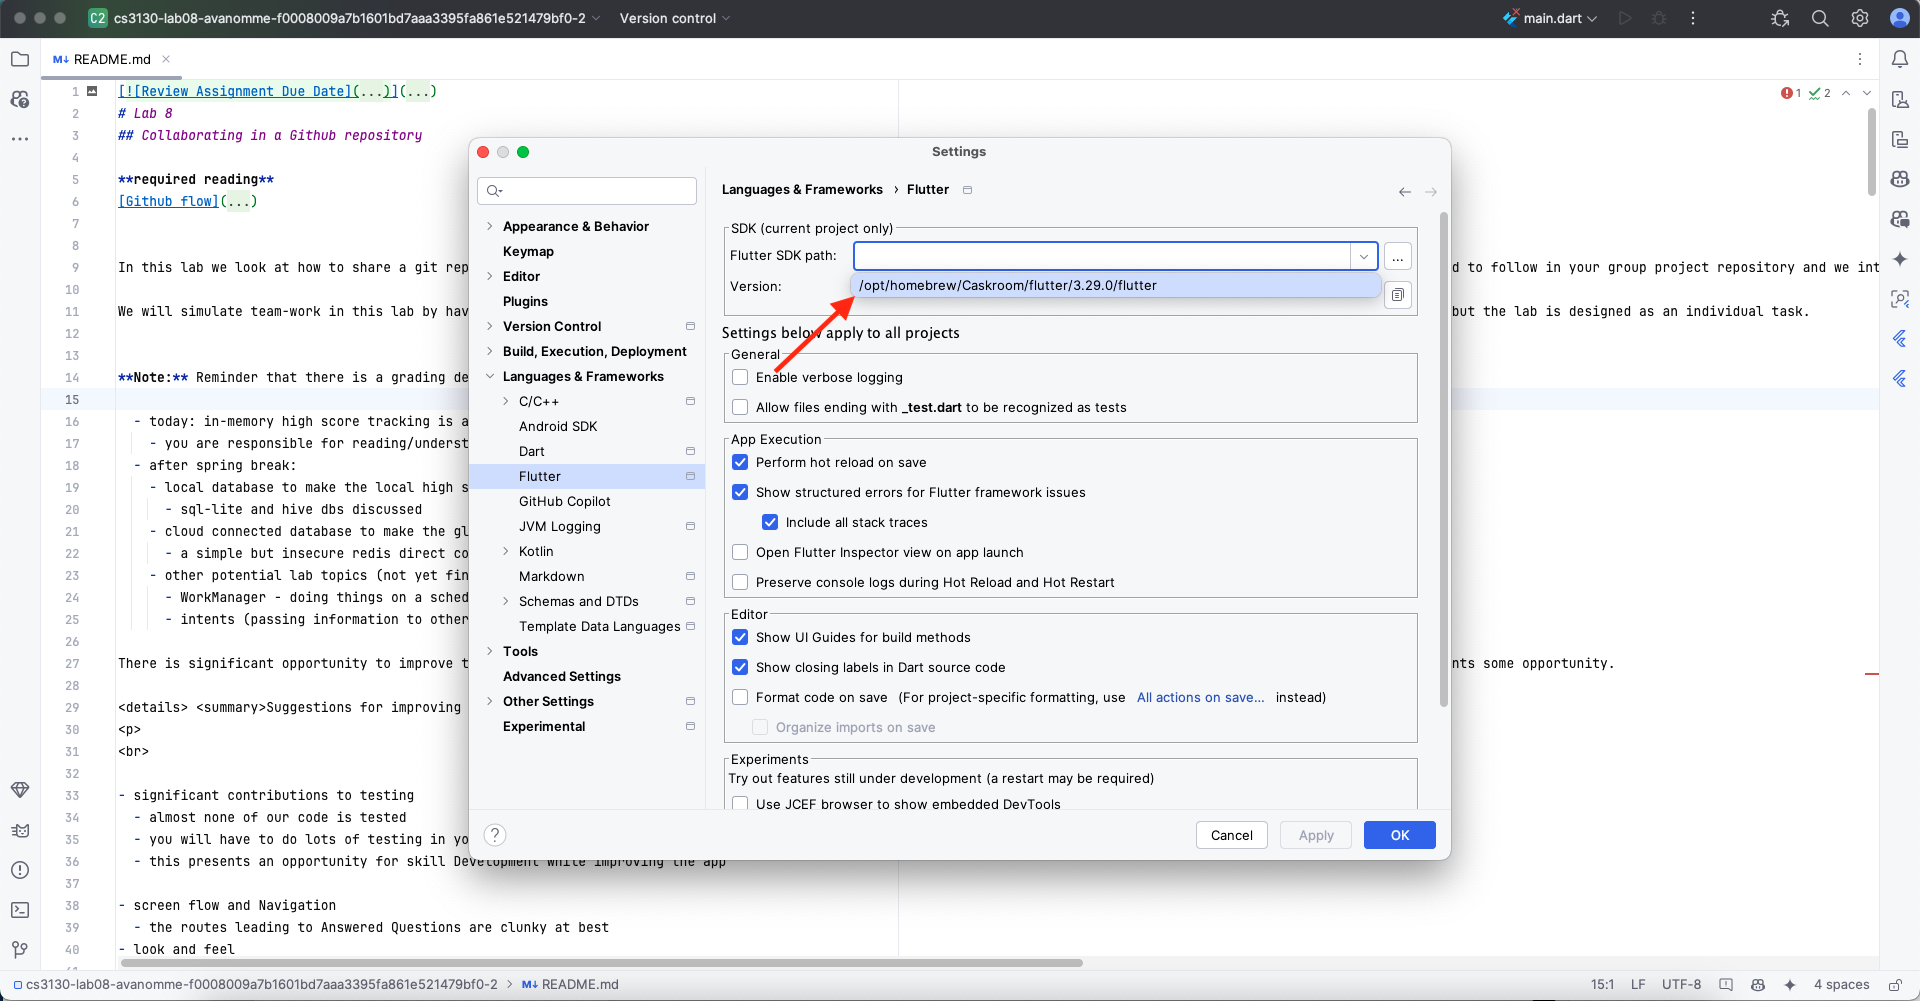 C2 cs3130-lab08-avanomme-f0008009a7b1601bd7aaa3395fa861e521479bf0-2 Version control main.dart
M↓ README.md
1 [![Review Assignment Due Date](...)](...)
1 2
2 # Lab 8
3 ## Collaborating in a Github repository
4
5 **required reading**
6 [Github flow](...)
7
8
9 In this lab we look at how to share a git rep
d to follow in your group project repository and we int
10
11 We will simulate team-work in this lab by hav
but the lab is designed as an individual task.
12
13
14 **Note:** Reminder that there is a grading de
15
16 - today: in-memory high score tracking is a
17 - you are responsible for reading/underst
18 - after spring break:
19 - local database to make the local high s
20 - sql-lite and hive dbs discussed
21 - cloud connected database to make the gl
22 - a simple but insecure redis direct co
23 - other potential lab topics (not yet fin
24 - WorkManager - doing things on a sched
25 - intents (passing information to other
26
27 There is significant opportunity to improve t
nts some opportunity.
28
29 <details> <summary>Suggestions for improving
30 <p>
31 <br>
32
33 - significant contributions to testing
34 - almost none of our code is tested
35 - you will have to do lots of testing in yo
36 - this presents an opportunity for skill Development while improving the app
37
38 - screen flow and Navigation
39 - the routes leading to Answered Questions are clunky at best
40 - look and feel
Settings
Appearance & Behavior
Keymap
Editor
Plugins
Version Control
Build, Execution, Deployment
Languages & Frameworks
C/C++
Android SDK
Dart
Flutter
GitHub Copilot
JVM Logging
Kotlin
Markdown
Schemas and DTDs
Template Data Languages
Tools
Advanced Settings
Other Settings
Experimental
Languages & Frameworks › Flutter
SDK (current project only)
Flutter SDK path:
...
/opt/homebrew/Caskroom/flutter/3.29.0/flutter
Version:
Settings below apply to all projects
General
Enable verbose logging
Allow files ending with _test.dart to be recognized as tests
App Execution
Perform hot reload on save
Show structured errors for Flutter framework issues
Include all stack traces
Open Flutter Inspector view on app launch
Preserve console logs during Hot Reload and Hot Restart
Editor
Show UI Guides for build methods
Show closing labels in Dart source code
Format code on save (For project-specific formatting, use All actions on save... instead)
Organize imports on save
Experiments
Try out features still under development (a restart may be required)
Use JCEF browser to show embedded DevTools
? Cancel Apply OK
cs3130-lab08-avanomme-f0008009a7b1601bd7aaa3395fa861e521479bf0-2 › M↓ README.md 15:1 LF UTF-8 4 spaces